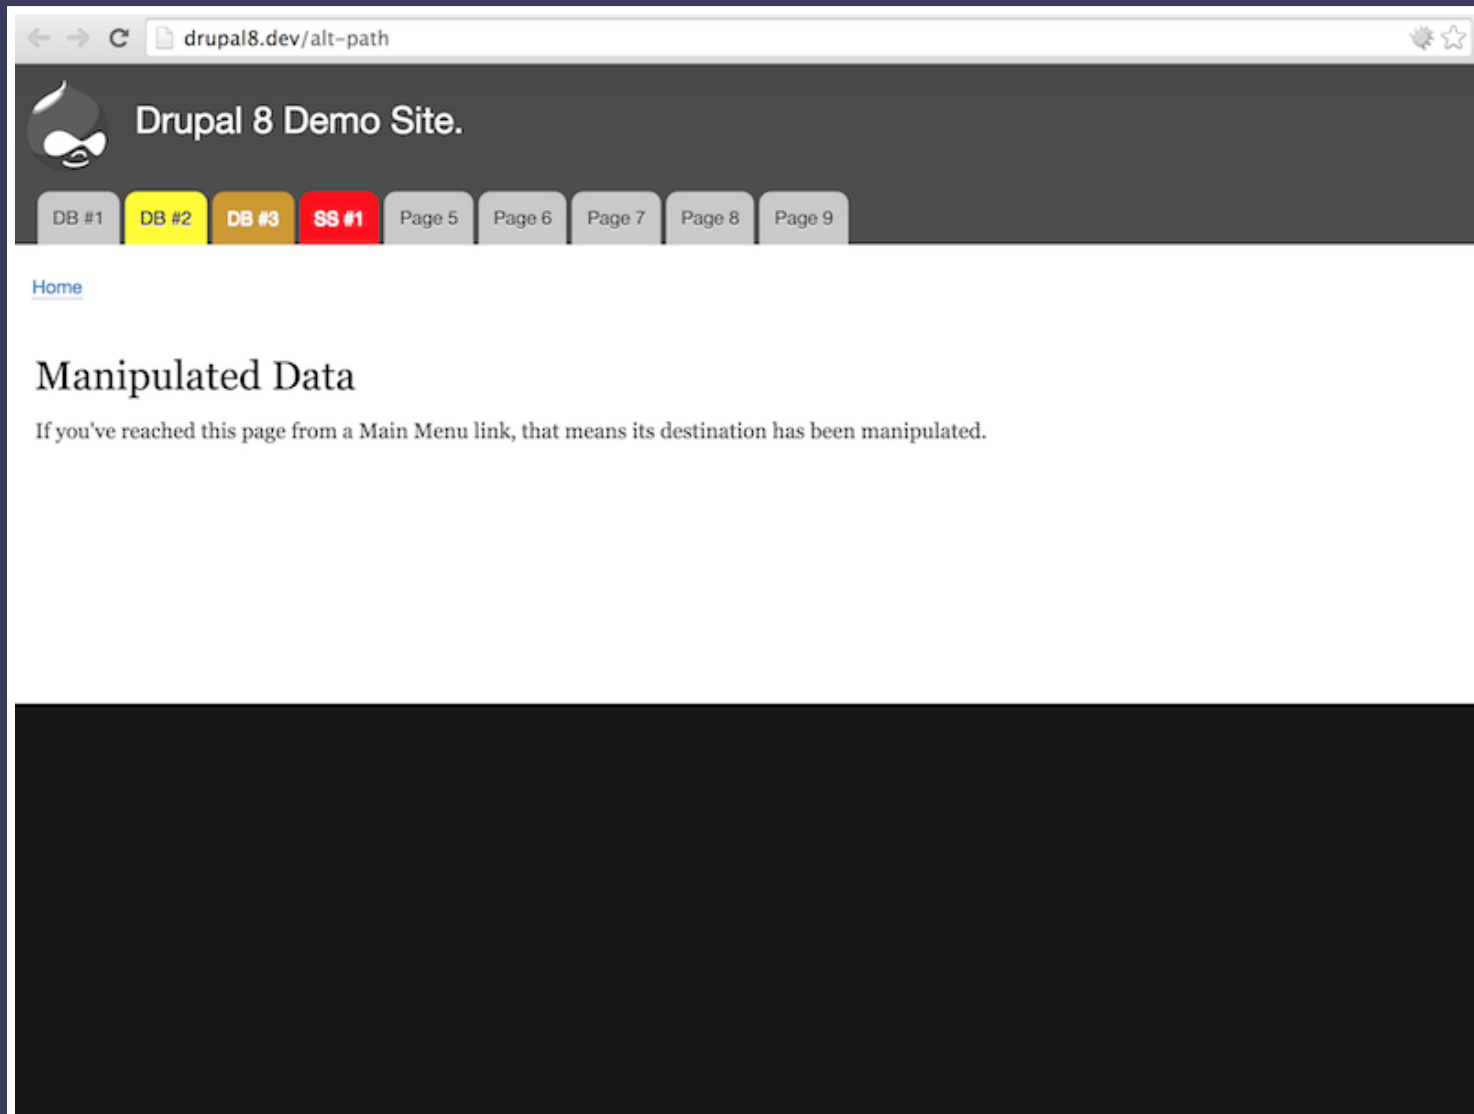 drupal8.dev/alt-path
Drupal 8 Demo Site.
DB #1 DB #2 DB #3 SS #1 Page 5 Page 6 Page 7 Page 8 Page 9
Home
Manipulated Data
If you've reached this page from a Main Menu link, that means its destination has been manipulated.